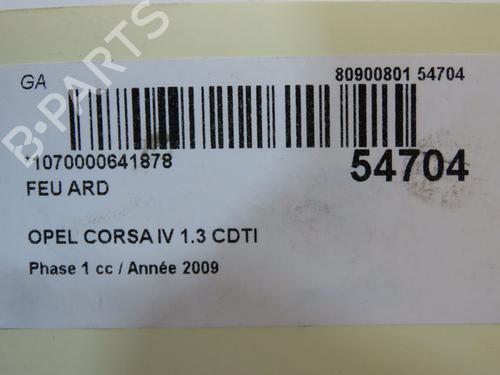 GA
80900801 54704
*1070000641878
54704
FEU ARD
OPEL CORSA IV 1.3 CDTI
Phase 1 cc / Année 2009
B-PARTS